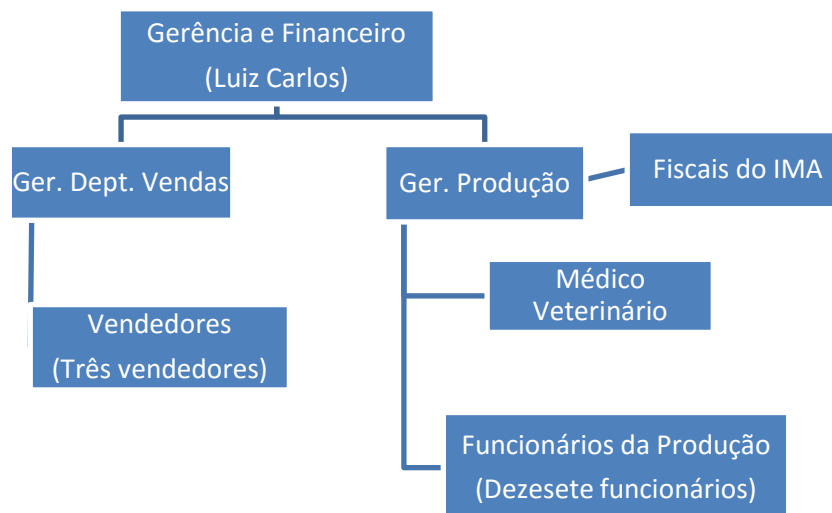 Gerência e Financeiro
(Luiz Carlos)
Ger. Dept. Vendas
Ger. Produção
Fiscais do IMA
Médico
Veterinário
Vendedores
(Três vendedores)
Funcionários da Produção
(Dezesete funcionários)